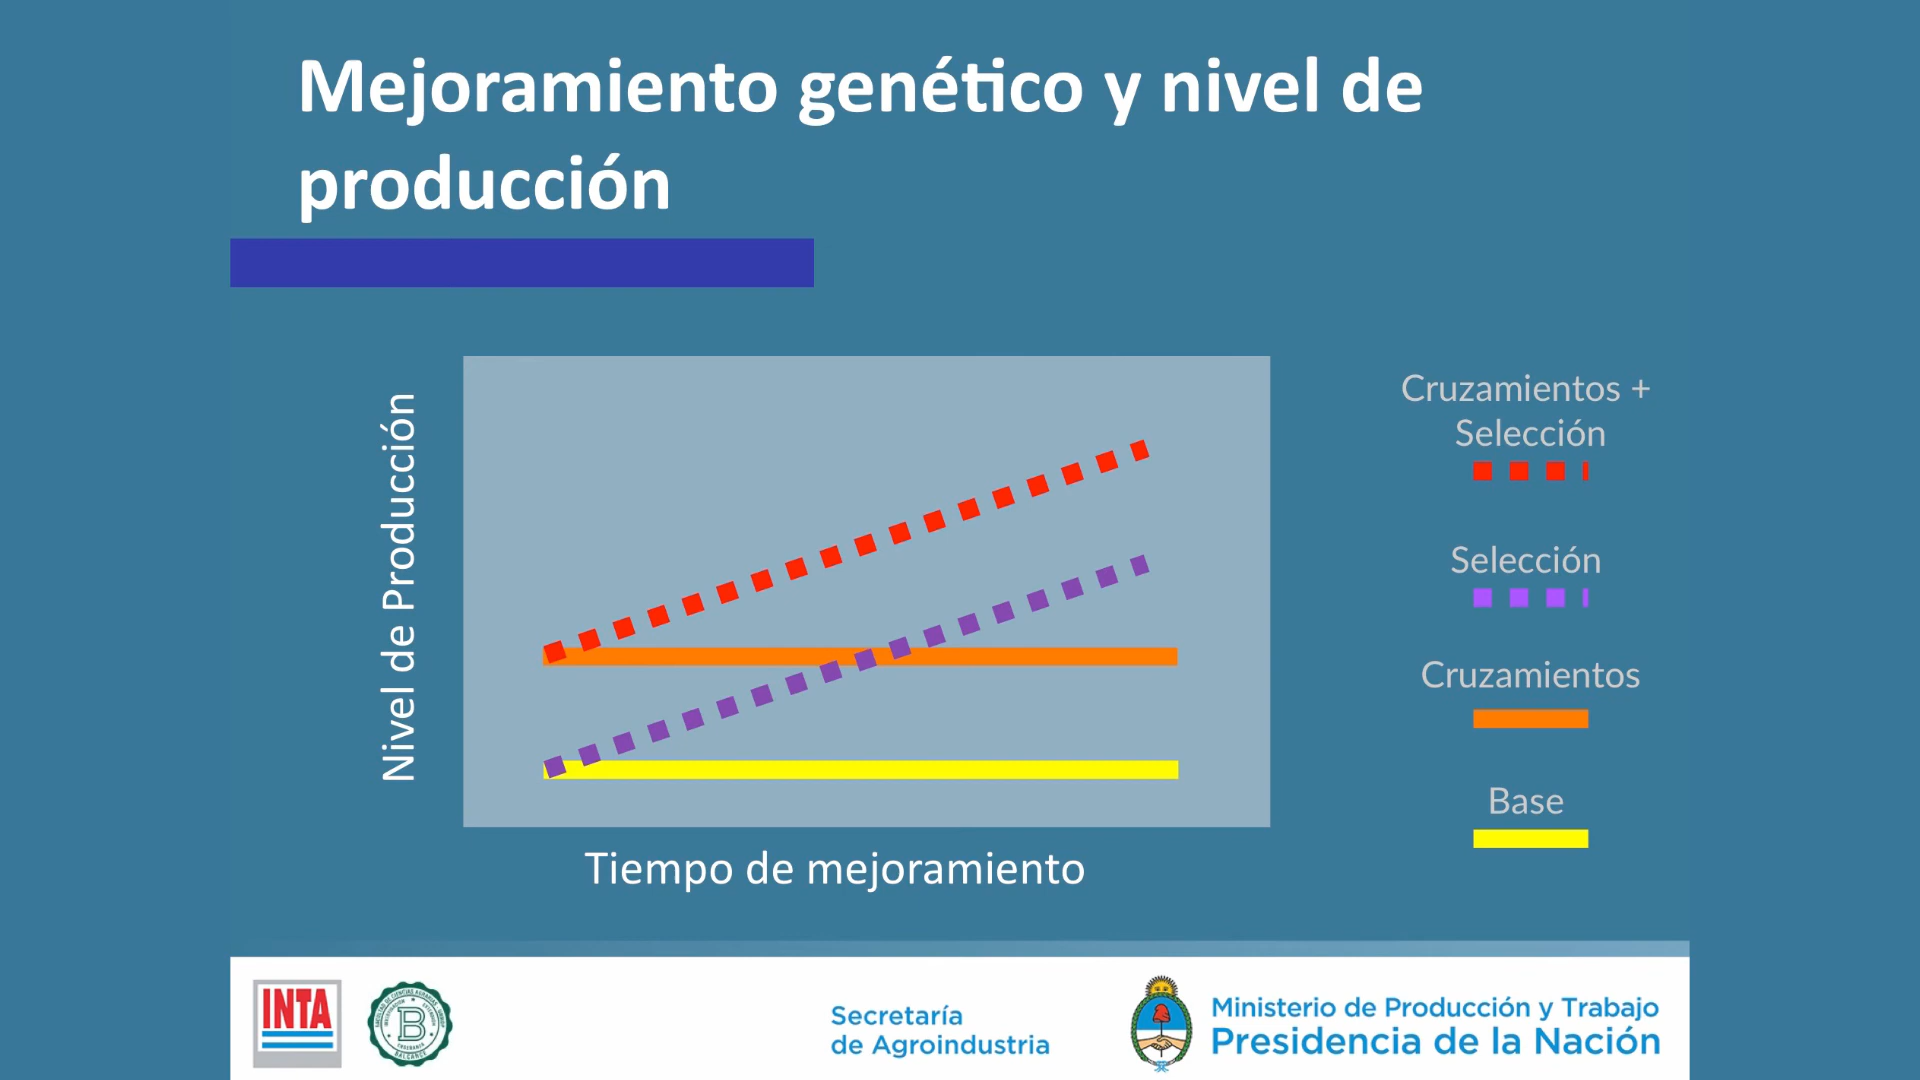 Mejoramiento genético y nivel de
producción
Nivel de Producción
Tiempo de mejoramiento
Cruzamientos +
Selección
Selección
Cruzamientos
Base
INTA
B
BALCARCE
Secretaría
de Agroindustria
Ministerio de Producción y Trabajo
Presidencia de la Nación